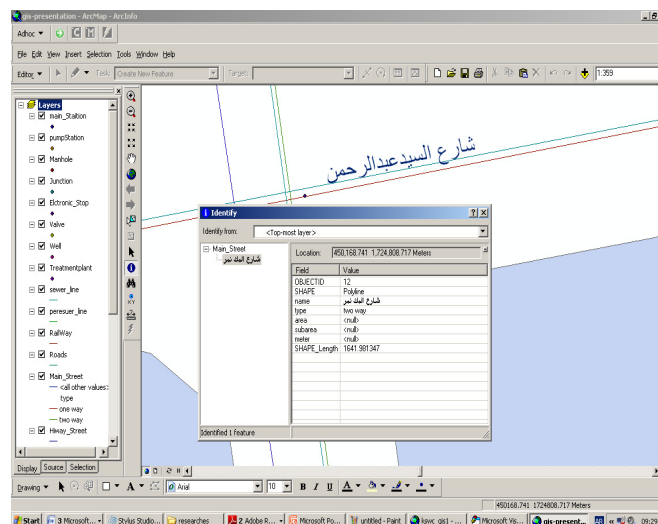 gis-presentation - ArcMap - ArcInfo
Adhoc
File Edit View Insert Selection Tools Window Help
Editor Task: Create New Feature Target: 1:359
Layers
main_Station
pumpStation
Manhole
Junction
Elctronic_Stop
Valve
Well
Treatmentplant
sewer_line
peresuer_line
RailWay
Roads
Main_Street
<all other values>
type
one way
two way
Hiway_Street
شارع السيدعبدالرحمن
Identify
Identify from: <Top-most layer>
Main_Street
شارع البك نمر
Location: 450,168.741 1,724,808.717 Meters
Field Value
OBJECTID 12
SHAPE Polyline
name شارع البك نمر
type two way
area <null>
subarea <null>
meter <null>
SHAPE_Length 1641.981347
Identified 1 feature
Display Source Selection
Drawing A Arial 10 B I U A
450168.741 1724808.717 Meters
Start 3 Microsoft... Stylus Studio... researches 2 Adobe R... Microsoft Po... untitled - Paint kswc_gis1 - ... Microsoft Vis... gis-present...